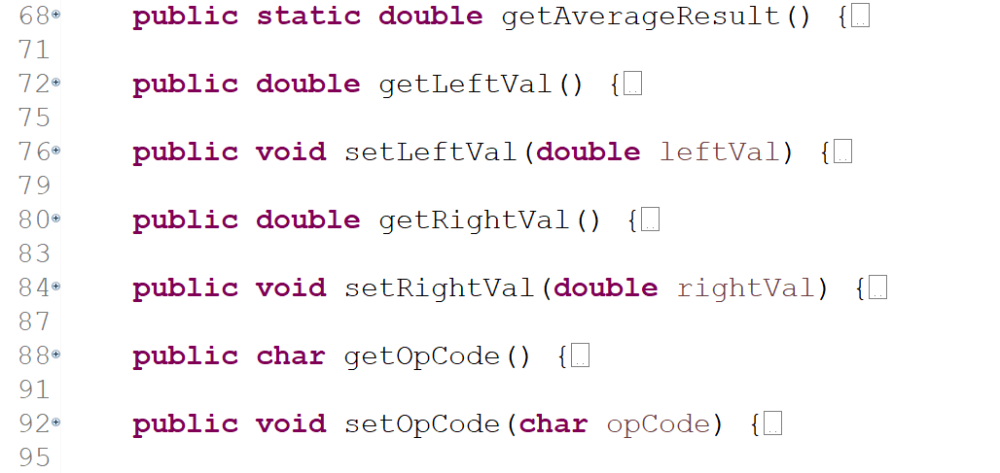 68 public static double getAverageResult() {..
71
72 public double getLeftVal() {..
75
76 public void setLeftVal(double leftVal) {..
79
80 public double getRightVal() {..
83
84 public void setRightVal(double rightVal) {..
87
88 public char getOpCode() {..
91
92 public void setOpCode(char opCode) {..
95